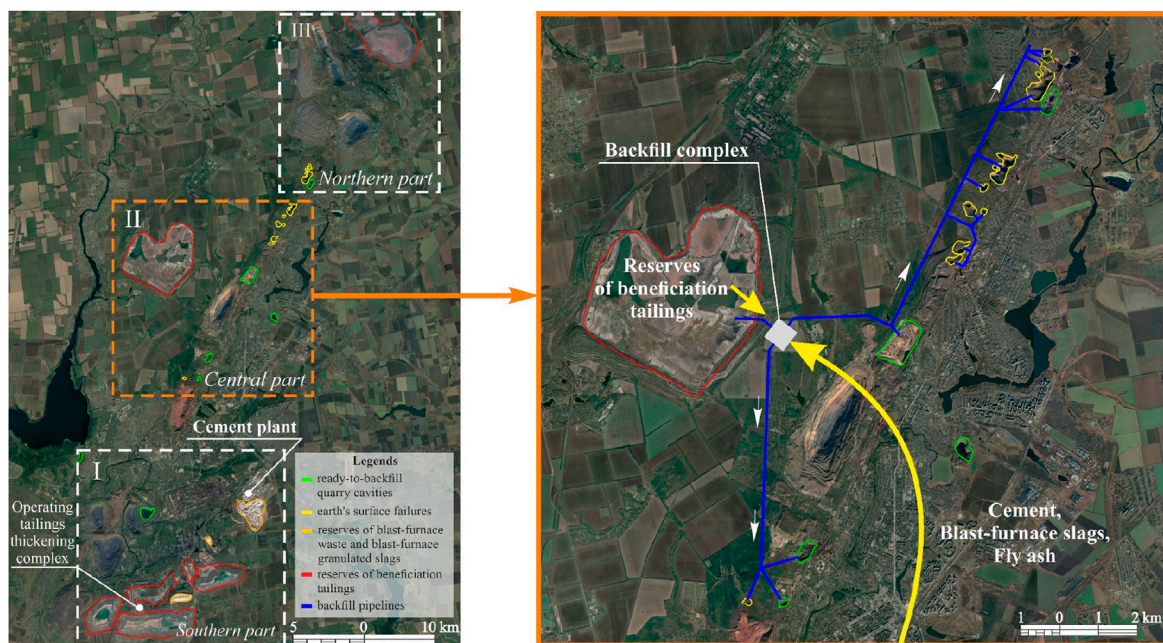 III
Northern part
II
Central part
Cement plant
I
Operating
tailings
thickening
complex
Southern part
Legends
ready-to-backfill
quarry cavities
earth's surface failures
reserves of blast-furnace
waste and blast-furnace
granulated slags
reserves of beneficiation
tailings
backfill pipelines
5 0 10 km
Backfill complex
Reserves
of beneficiation
tailings
Cement,
Blast-furnace slags,
Fly ash
1 0 1 2 km